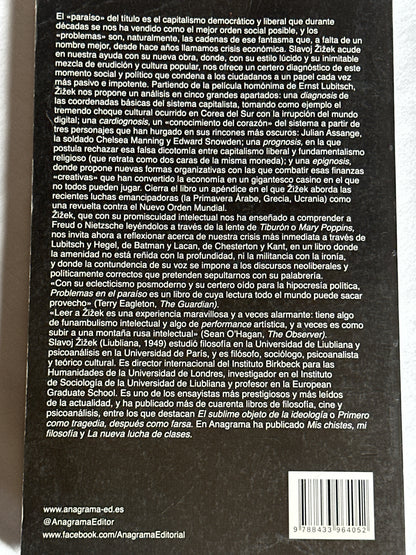 El «paraíso» del título es el capitalismo democrático y liberal que durante
décadas se nos ha vendido como el mejor orden social posible, y los
«problemas» son, naturalmente, las cadenas de ese fantasma que, a falta de un
nombre mejor, desde hace años llamamos crisis económica. Slavoj Žižek acude
en nuestra ayuda con su nueva obra, donde, con su estilo lúcido y su inimitable
mezcla de erudición y cultura popular, nos ofrece un certero diagnóstico de este
momento social y político que condena a los ciudadanos a un papel cada vez
más pasivo e impotente. Partiendo de la película homónima de Ernst Lubitsch,
Žižek nos propone un análisis en cinco grandes apartados: una diagnosis de
las coordenadas básicas del sistema capitalista, tomando como ejemplo el
tremendo choque cultural ocurrido en Corea del Sur con la irrupción del mundo
digital; una cardiognosis, un «conocimiento del corazón» del sistema a partir de
tres personajes que han hurgado en sus rincones más oscuros: Julian Assange,
la soldado Chelsea Manning y Edward Snowden; una prognosis, en la que
postula rechazar esa falsa dicotomía entre capitalismo liberal y fundamentalismo
religioso (que retrata como dos caras de la misma moneda); y una epignosis,
donde propone nuevas formas organizativas con las que combatir esas finanzas
«creativas» que han convertido la economía en un gigantesco casino en el que
no todos pueden jugar. Cierra el libro un apéndice en el que Žižek aborda las
recientes luchas emancipadoras (la Primavera Árabe, Grecia, Ucrania) como
una revuelta contra el Nuevo Orden Mundial.
Žižek, que con su promiscuidad intelectual nos ha enseñado a comprender a
Freud o Nietzsche leyéndolos a través de la lente de Tiburón o Mary Poppins,
nos invita ahora a reflexionar acerca de nuestra crisis más inmediata a través de
Lubitsch y Hegel, de Batman y Lacan, de Chesterton y Kant, en un libro donde
la amenidad no está reñida con la profundidad, ni la militancia con la ironía,
y donde la contundencia de su voz se impone a los discursos neoliberales y
políticamente correctos que pretenden sepultarnos con su palabrería.
«Con su eclecticismo posmoderno y su certero oído para la hipocresía política,
Problemas en el paraíso es un libro de cuya lectura todo el mundo puede sacar
provecho» (Terry Eagleton, The Guardian).
«Leer a Žižek es una experiencia maravillosa y a veces alarmante: tiene algo
de funambulismo intelectual y algo de performance artística, y a veces es como
subir a una montaña rusa intelectual» (Sean O'Hagan, The Observer).
Slavoj Žižek (Liubliana, 1949) estudió filosofía en la Universidad de Liubliana y
psicoanálisis en la Universidad de París, y es filósofo, sociólogo, psicoanalista
y teórico cultural. Es director internacional del Instituto Birkbeck para las
Humanidades de la Universidad de Londres, investigador en el Instituto
de Sociología de la Universidad de Liubliana y profesor en la European
Graduate School. Es uno de los ensayistas más prestigiosos y más leídos
de la actualidad, y ha publicado más de cuarenta libros de filosofía, cine y
psicoanálisis, entre los que destacan El sublime objeto de la ideología o Primero
como tragedia, después como farsa. En Anagrama ha publicado Mis chistes, mi
filosofía y La nueva lucha de clases.
www.anagrama-ed.es
@AnagramaEditor
www.facebook.com/AnagramaEditorial
9 788433 964052